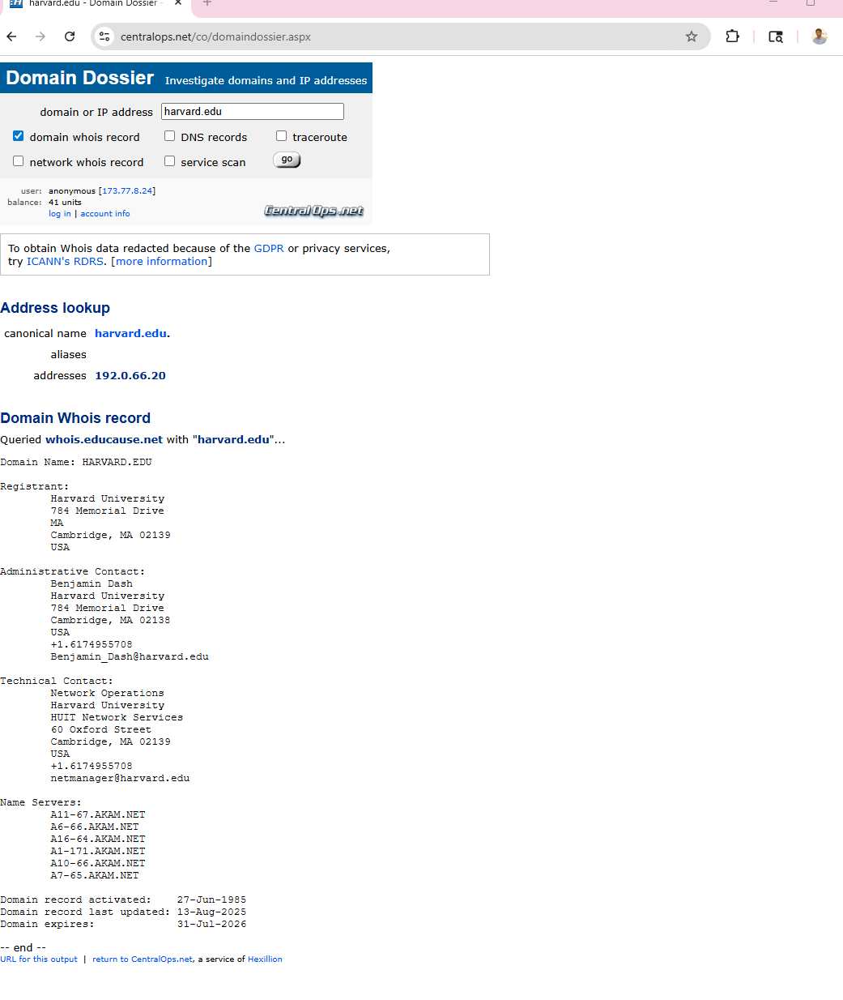 harvard.edu - Domain Dossier -
centralops.net/co/domaindossier.aspx
Domain Dossier Investigate domains and IP addresses
domain or IP address harvard.edu
domain whois record DNS records traceroute
network whois record service scan go
user: anonymous [173.77.8.24]
balance: 41 units
log in | account info
CentralOps.net
To obtain Whois data redacted because of the GDPR or privacy services,
try ICANN's RDRS. [more information]
Address lookup
canonical name harvard.edu.
aliases
addresses 192.0.66.20
Domain Whois record
Queried whois.educause.net with "harvard.edu"...
Domain Name: HARVARD.EDU
Registrant:
Harvard University
784 Memorial Drive
MA
Cambridge, MA 02139
USA
Administrative Contact:
Benjamin Dash
Harvard University
784 Memorial Drive
Cambridge, MA 02138
USA
+1.6174955708
Benjamin_Dash@harvard.edu
Technical Contact:
Network Operations
Harvard University
HUIT Network Services
60 Oxford Street
Cambridge, MA 02139
USA
+1.6174955708
netmanager@harvard.edu
Name Servers:
A11-67.AKAM.NET
A6-66.AKAM.NET
A16-64.AKAM.NET
A1-171.AKAM.NET
A10-66.AKAM.NET
A7-65.AKAM.NET
Domain record activated: 27-Jun-1985
Domain record last updated: 13-Aug-2025
Domain expires: 31-Jul-2026
-- end --
URL for this output | return to CentralOps.net, a service of Hexillion